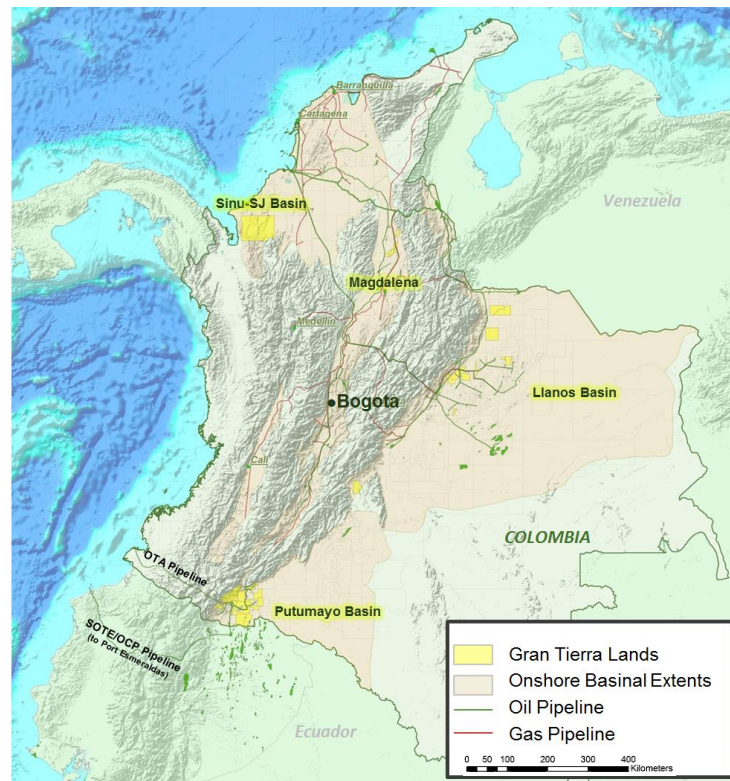 Barranquilla
Cartagena
Venezuela
Sinu-SJ Basin
Magdalena
Medellin
Llanos Basin
Bogota
Cali
COLOMBIA
OTA Pipeline
Putumayo Basin
SOTE/OCP Pipeline
(to Port Esmeraldas)
Ecuador
Gran Tierra Lands
Onshore Basinal Extents
Oil Pipeline
Gas Pipeline
0 50 100 200 300 400
Kilometers